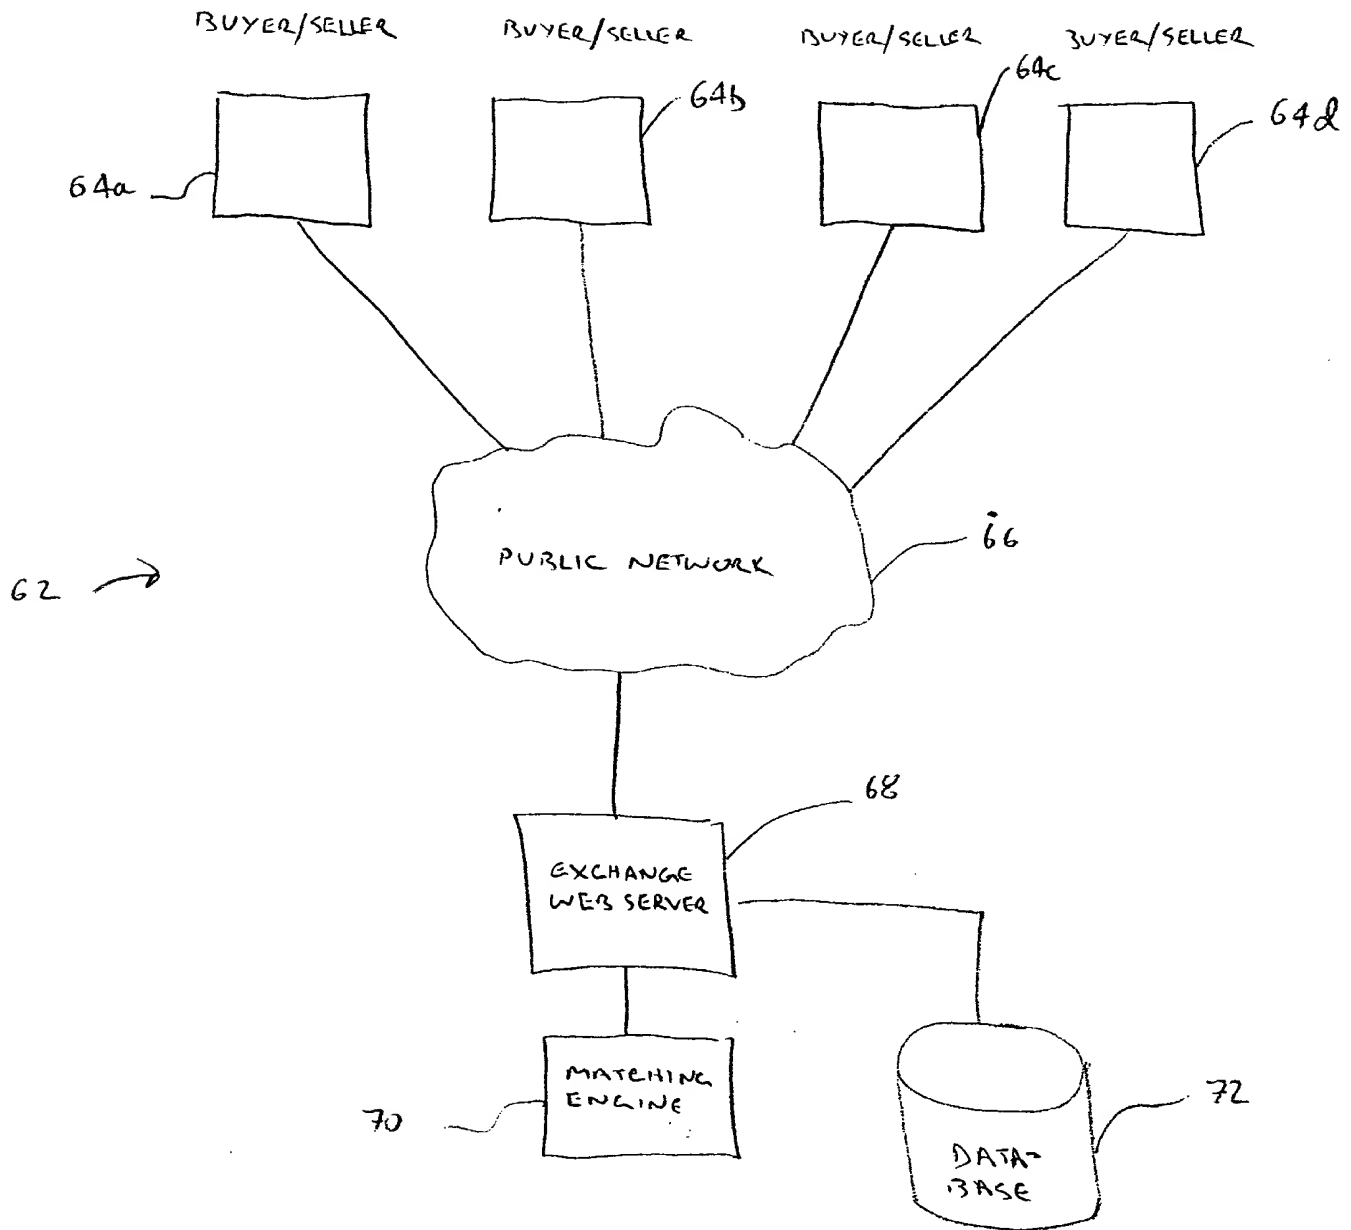 BUYER/SELLER
BUYER/SELLER
BUYER/SELLER
BUYER/SELLER
64a
64b
64c
64d
PUBLIC NETWORK
66
62
68
EXCHANGE
WEB SERVER
MATCHING
ENGINE
70
72
DATA-
BASE